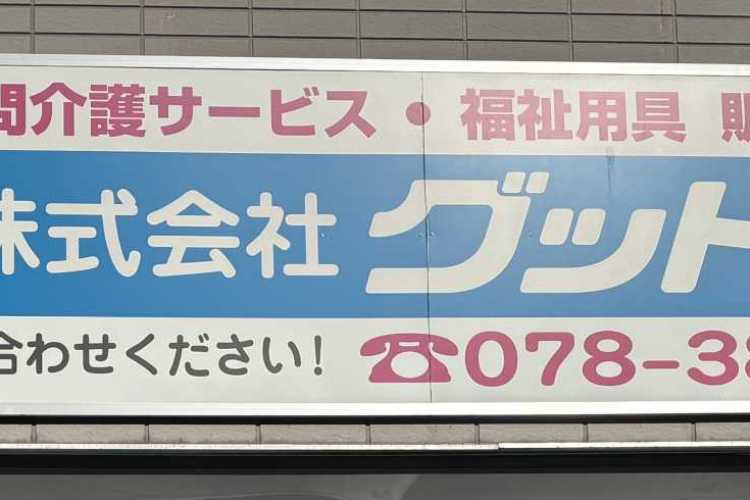 問介護サービス・福祉用具 販
株式会社 グット
合わせください!
☎078-38